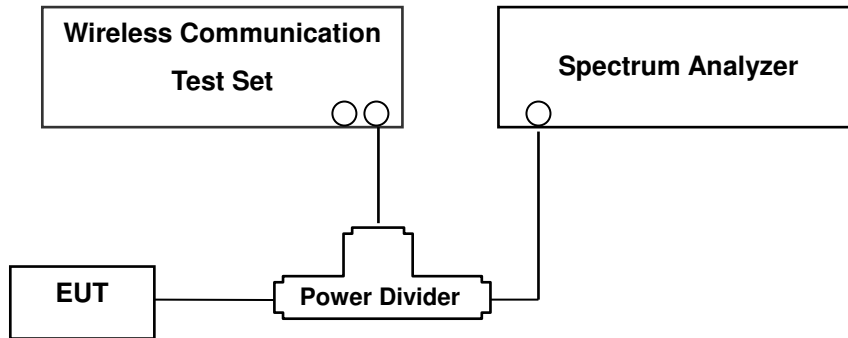 Wireless Communication
Test Set
Spectrum Analyzer
EUT
Power Divider